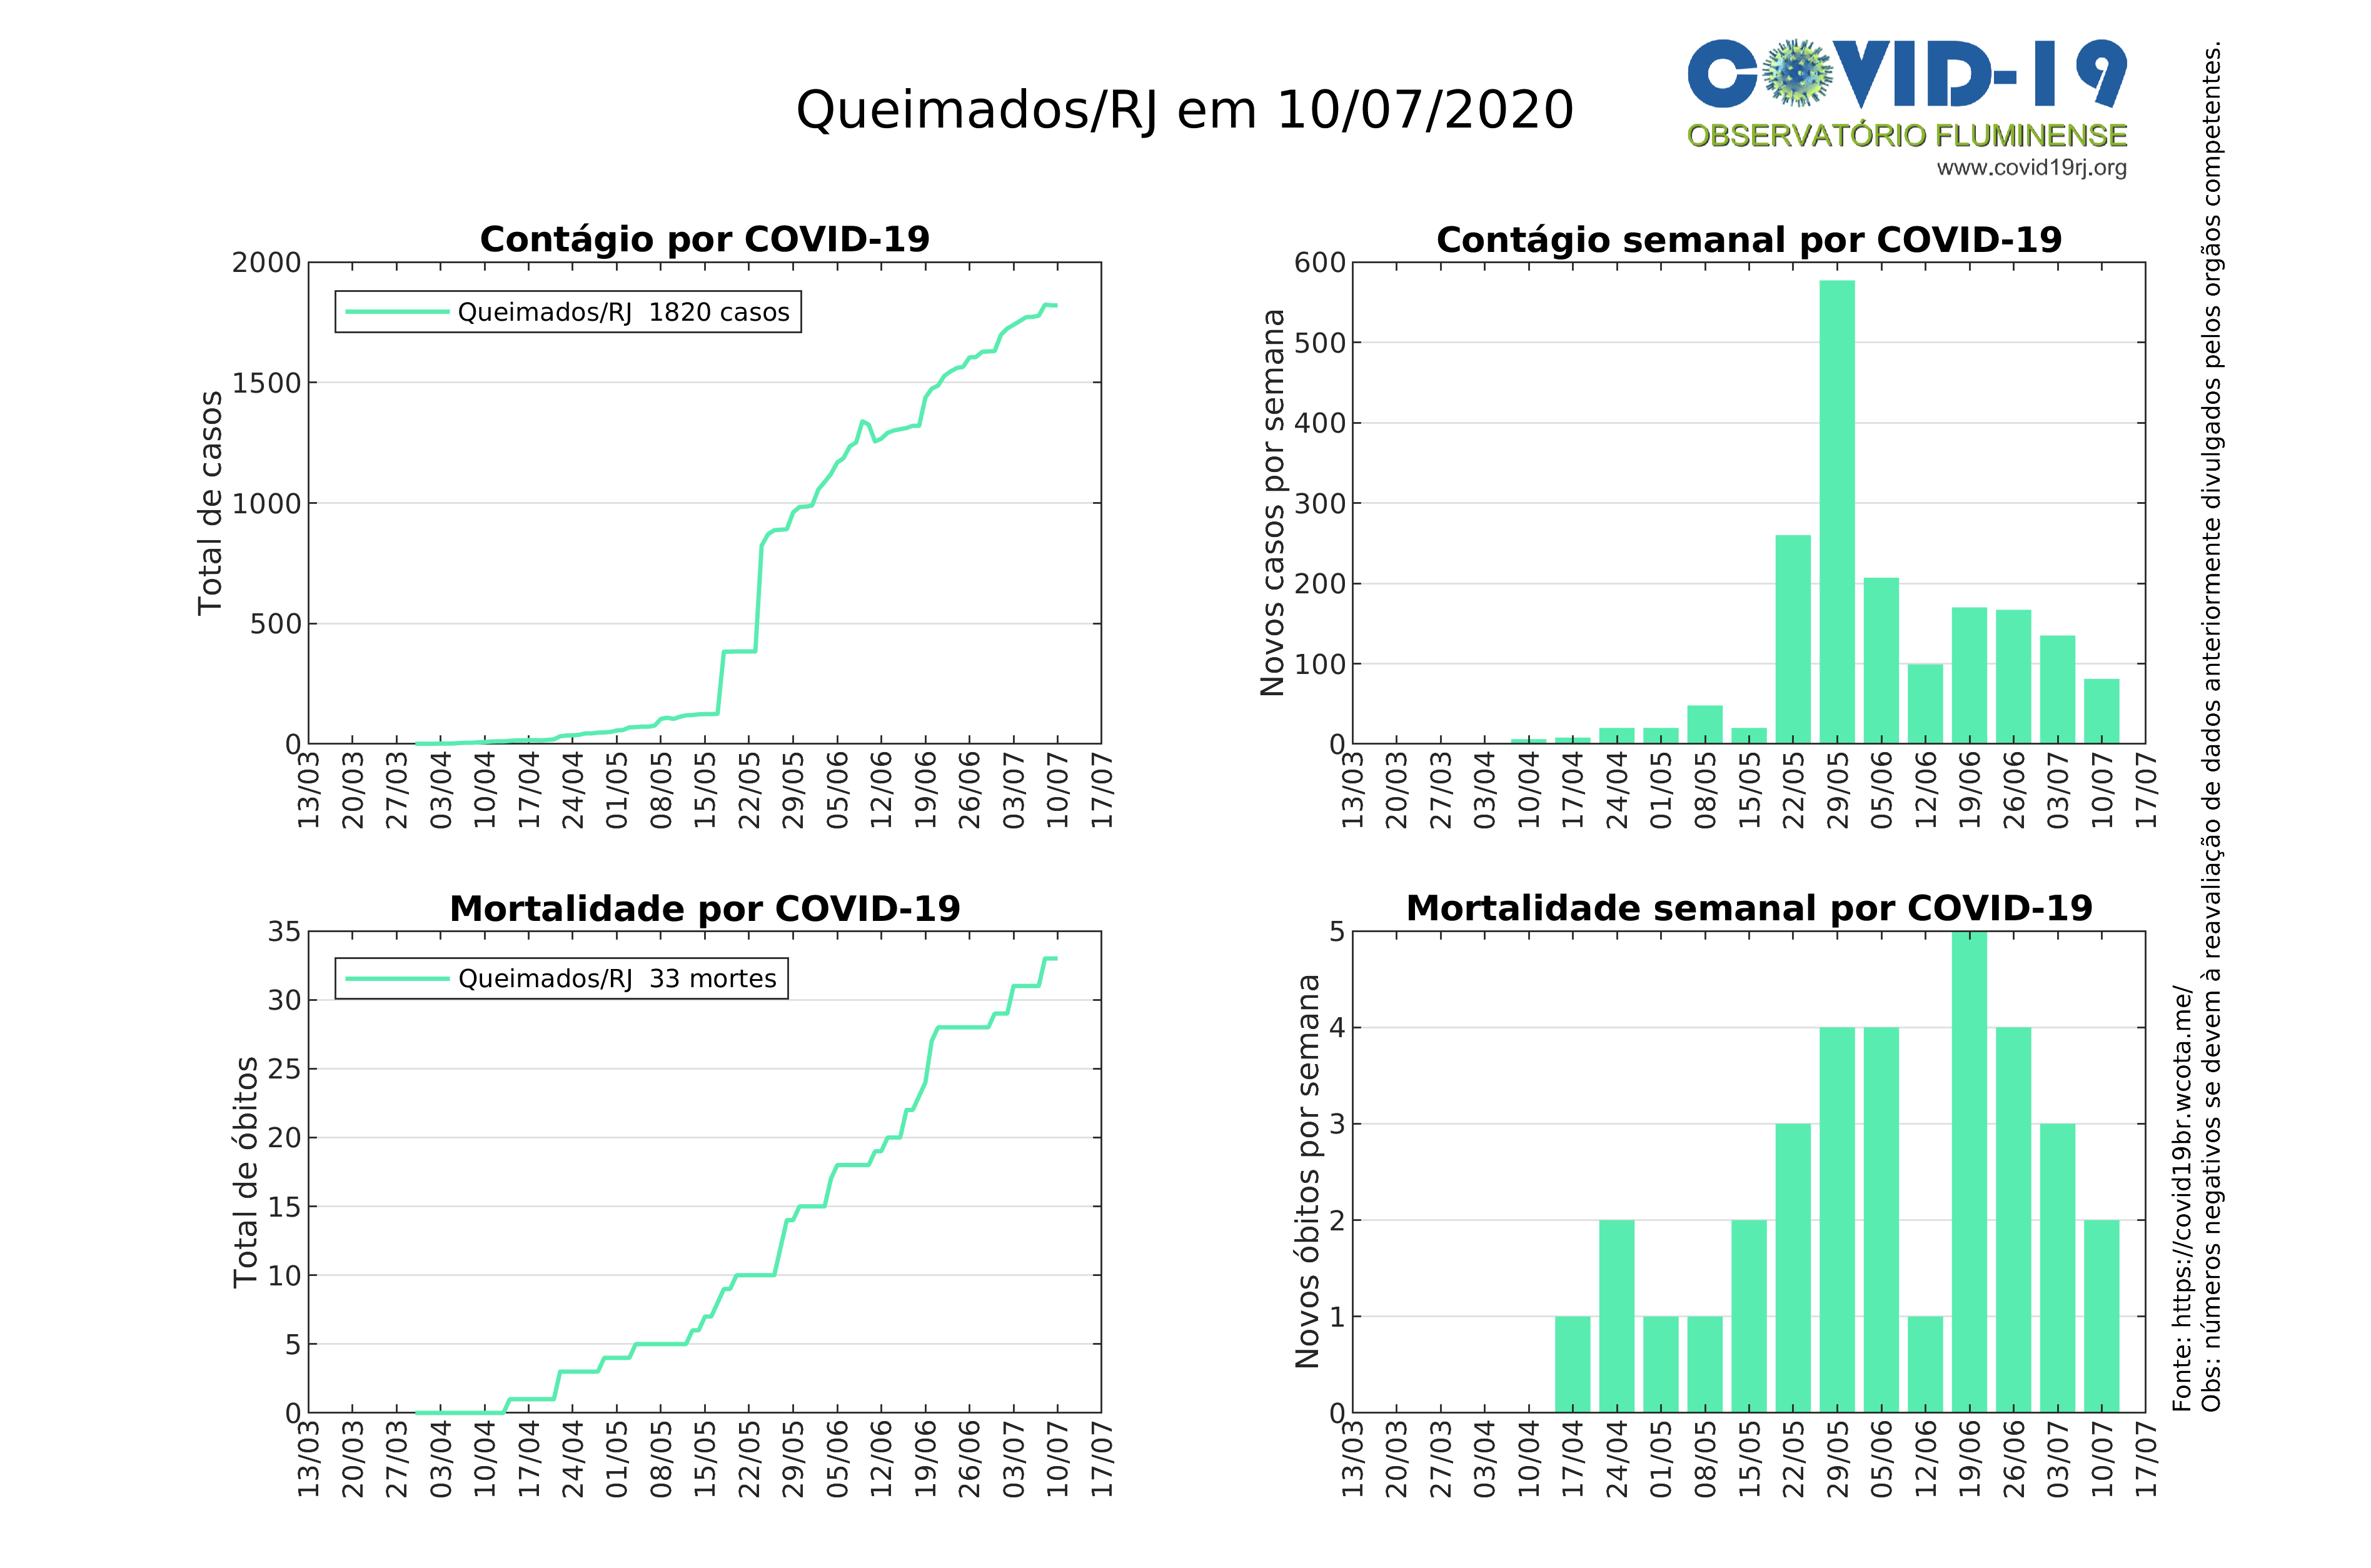 Queimados/RJ em 10/07/2020
COVID-19
OBSERVATÓRIO FLUMINENSE
www.covid19rj.org
Contágio por COVID-19
Total de casos
2000
1500
1000
500
0
Queimados/RJ 1820 casos
13/03 20/03 27/03 03/04 10/04 17/04 24/04 01/05 08/05 15/05 22/05 29/05 05/06 12/06 19/06 26/06 03/07 10/07 17/07
Contágio semanal por COVID-19
Novos casos por semana
600
500
400
300
200
100
0
13/03 20/03 27/03 03/04 10/04 17/04 24/04 01/05 08/05 15/05 22/05 29/05 05/06 12/06 19/06 26/06 03/07 10/07 17/07
Mortalidade por COVID-19
Total de óbitos
35
30
25
20
15
10
5
0
Queimados/RJ 33 mortes
13/03 20/03 27/03 03/04 10/04 17/04 24/04 01/05 08/05 15/05 22/05 29/05 05/06 12/06 19/06 26/06 03/07 10/07 17/07
Mortalidade semanal por COVID-19
Novos óbitos por semana
5
4
3
2
1
0
13/03 20/03 27/03 03/04 10/04 17/04 24/04 01/05 08/05 15/05 22/05 29/05 05/06 12/06 19/06 26/06 03/07 10/07 17/07
Fonte: https://covid19br.wcota.me/
Obs: números negativos se devem à reavaliação de dados anteriormente divulgados pelos orgãos competentes.